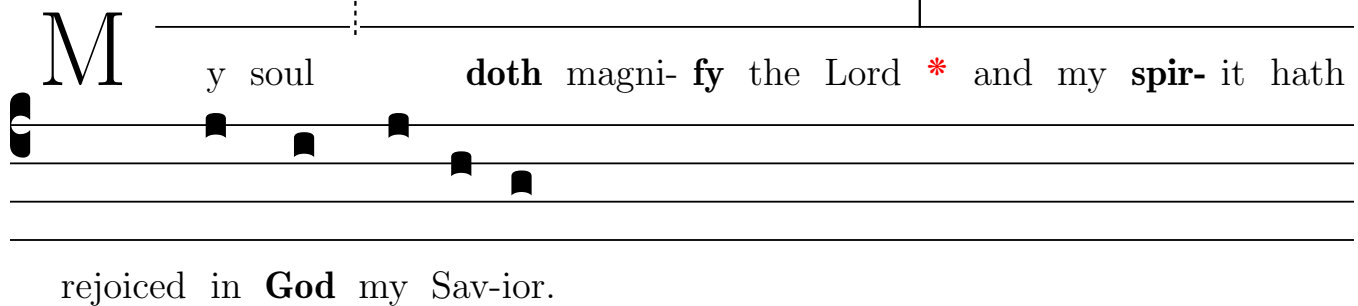 My soul doth magni- fy the Lord * and my spir- it hath
rejoiced in God my Sav-ior.